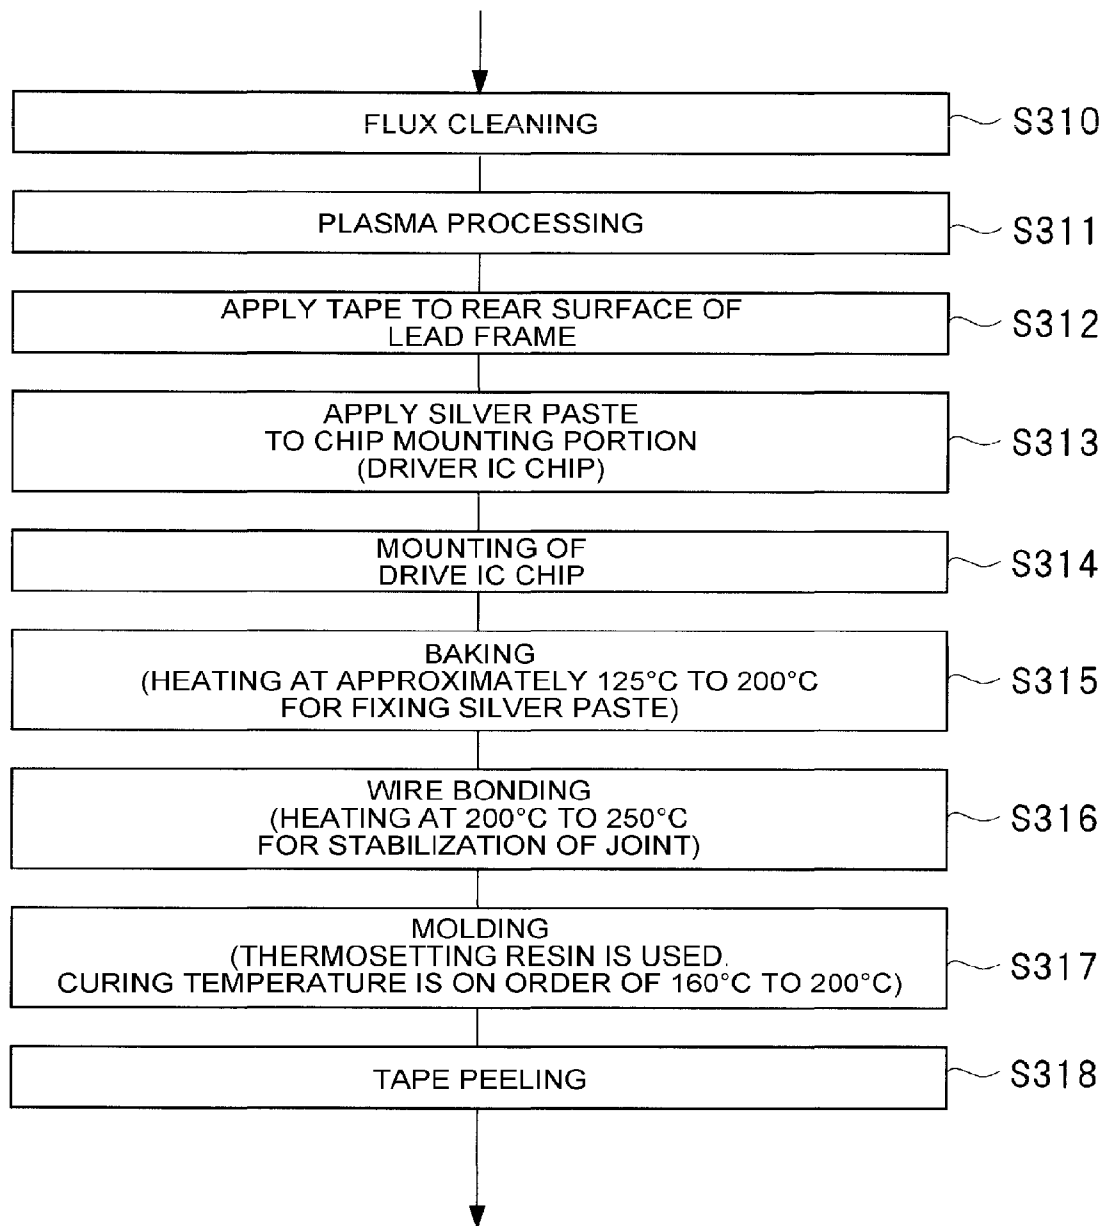 FLUX CLEANING
S310
PLASMA PROCESSING
S311
APPLY TAPE TO REAR SURFACE OF
LEAD FRAME
S312
APPLY SILVER PASTE
TO CHIP MOUNTING PORTION
(DRIVER IC CHIP)
S313
MOUNTING OF
DRIVE IC CHIP
S314
BAKING
(HEATING AT APPROXIMATELY 125°C TO 200°C
FOR FIXING SILVER PASTE)
S315
WIRE BONDING
(HEATING AT 200°C TO 250°C
FOR STABILIZATION OF JOINT)
S316
MOLDING
(THERMOSETTING RESIN IS USED.
CURING TEMPERATURE IS ON ORDER OF 160°C TO 200°C)
S317
TAPE PEELING
S318